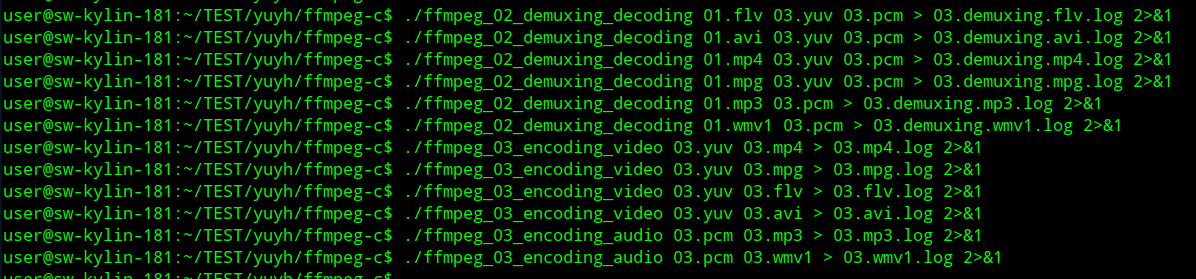 user@sw-kylin-181:~/TEST/yuyh/ffmpeg-c$ ./ffmpeg_02_demuxing_decoding 01.flv 03.yuv 03.pcm > 03.demuxing.flv.log 2>&1
user@sw-kylin-181:~/TEST/yuyh/ffmpeg-c$ ./ffmpeg_02_demuxing_decoding 01.avi 03.yuv 03.pcm > 03.demuxing.avi.log 2>&1
user@sw-kylin-181:~/TEST/yuyh/ffmpeg-c$ ./ffmpeg_02_demuxing_decoding 01.mp4 03.yuv 03.pcm > 03.demuxing.mp4.log 2>&1
user@sw-kylin-181:~/TEST/yuyh/ffmpeg-c$ ./ffmpeg_02_demuxing_decoding 01.mpg 03.yuv 03.pcm > 03.demuxing.mpg.log 2>&1
user@sw-kylin-181:~/TEST/yuyh/ffmpeg-c$ ./ffmpeg_02_demuxing_decoding 01.mp3 03.pcm > 03.demuxing.mp3.log 2>&1
user@sw-kylin-181:~/TEST/yuyh/ffmpeg-c$ ./ffmpeg_02_demuxing_decoding 01.wmv1 03.pcm > 03.demuxing.wmv1.log 2>&1
user@sw-kylin-181:~/TEST/yuyh/ffmpeg-c$ ./ffmpeg_03_encoding_video 03.yuv 03.mp4 > 03.mp4.log 2>&1
user@sw-kylin-181:~/TEST/yuyh/ffmpeg-c$ ./ffmpeg_03_encoding_video 03.yuv 03.mpg > 03.mpg.log 2>&1
user@sw-kylin-181:~/TEST/yuyh/ffmpeg-c$ ./ffmpeg_03_encoding_video 03.yuv 03.flv > 03.flv.log 2>&1
user@sw-kylin-181:~/TEST/yuyh/ffmpeg-c$ ./ffmpeg_03_encoding_video 03.yuv 03.avi > 03.avi.log 2>&1
user@sw-kylin-181:~/TEST/yuyh/ffmpeg-c$ ./ffmpeg_03_encoding_audio 03.pcm 03.mp3 > 03.mp3.log 2>&1
user@sw-kylin-181:~/TEST/yuyh/ffmpeg-c$ ./ffmpeg_03_encoding_audio 03.pcm 03.wmv1 > 03.wmv1.log 2>&1
user@sw-kylin-181:~/TEST/yuyh/ffmpeg-c$